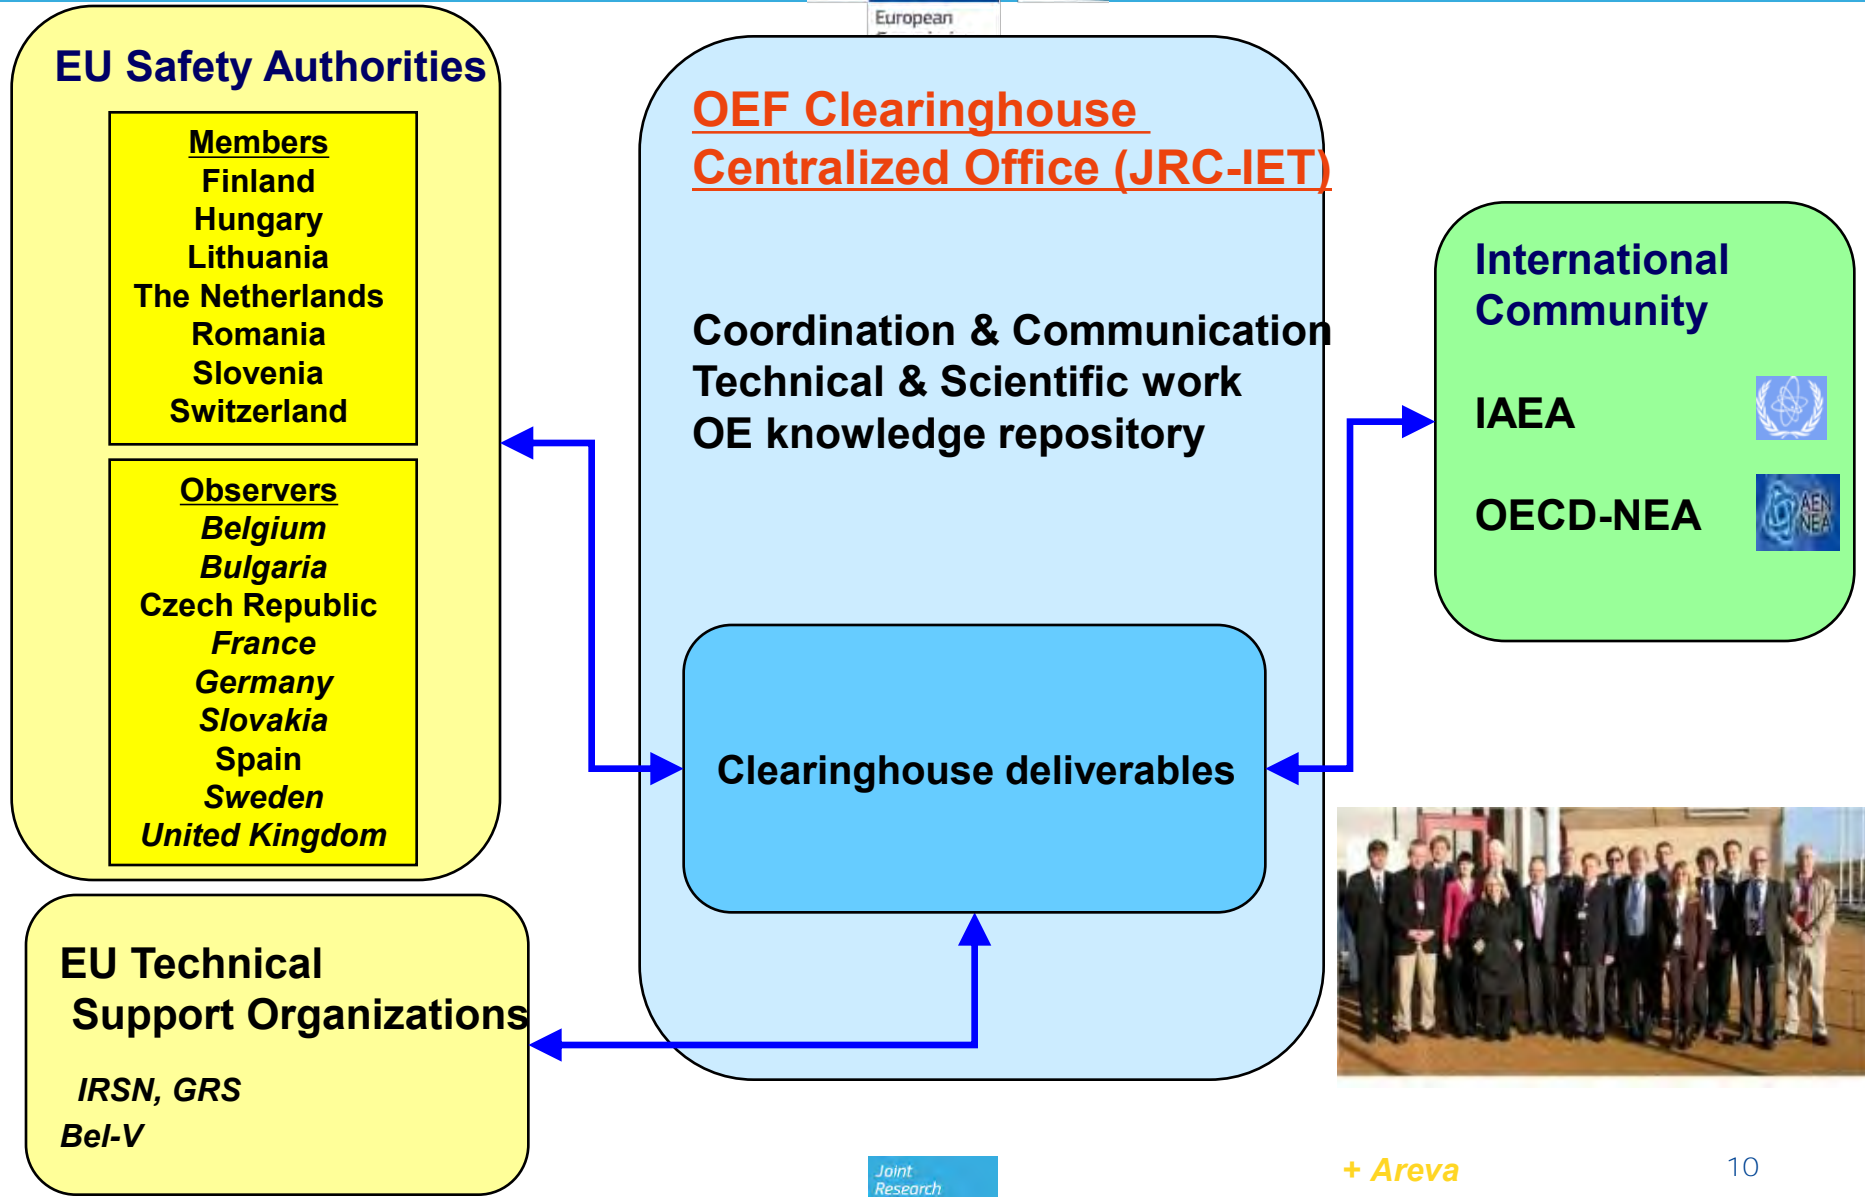 European
EU Safety Authorities
Members
Finland
Hungary
Lithuania
The Netherlands
Romania
Slovenia
Switzerland
Observers
Belgium
Bulgaria
Czech Republic
France
Germany
Slovakia
Spain
Sweden
United Kingdom
EU Technical
Support Organizations
IRSN, GRS
Bel-V
OEF Clearinghouse
Centralized Office (JRC-IET)
Coordination & Communication
Technical & Scientific work
OE knowledge repository
Clearinghouse deliverables
International
Community
IAEA
OECD-NEA
AEN
NEA
Joint
Research
+ Areva
10